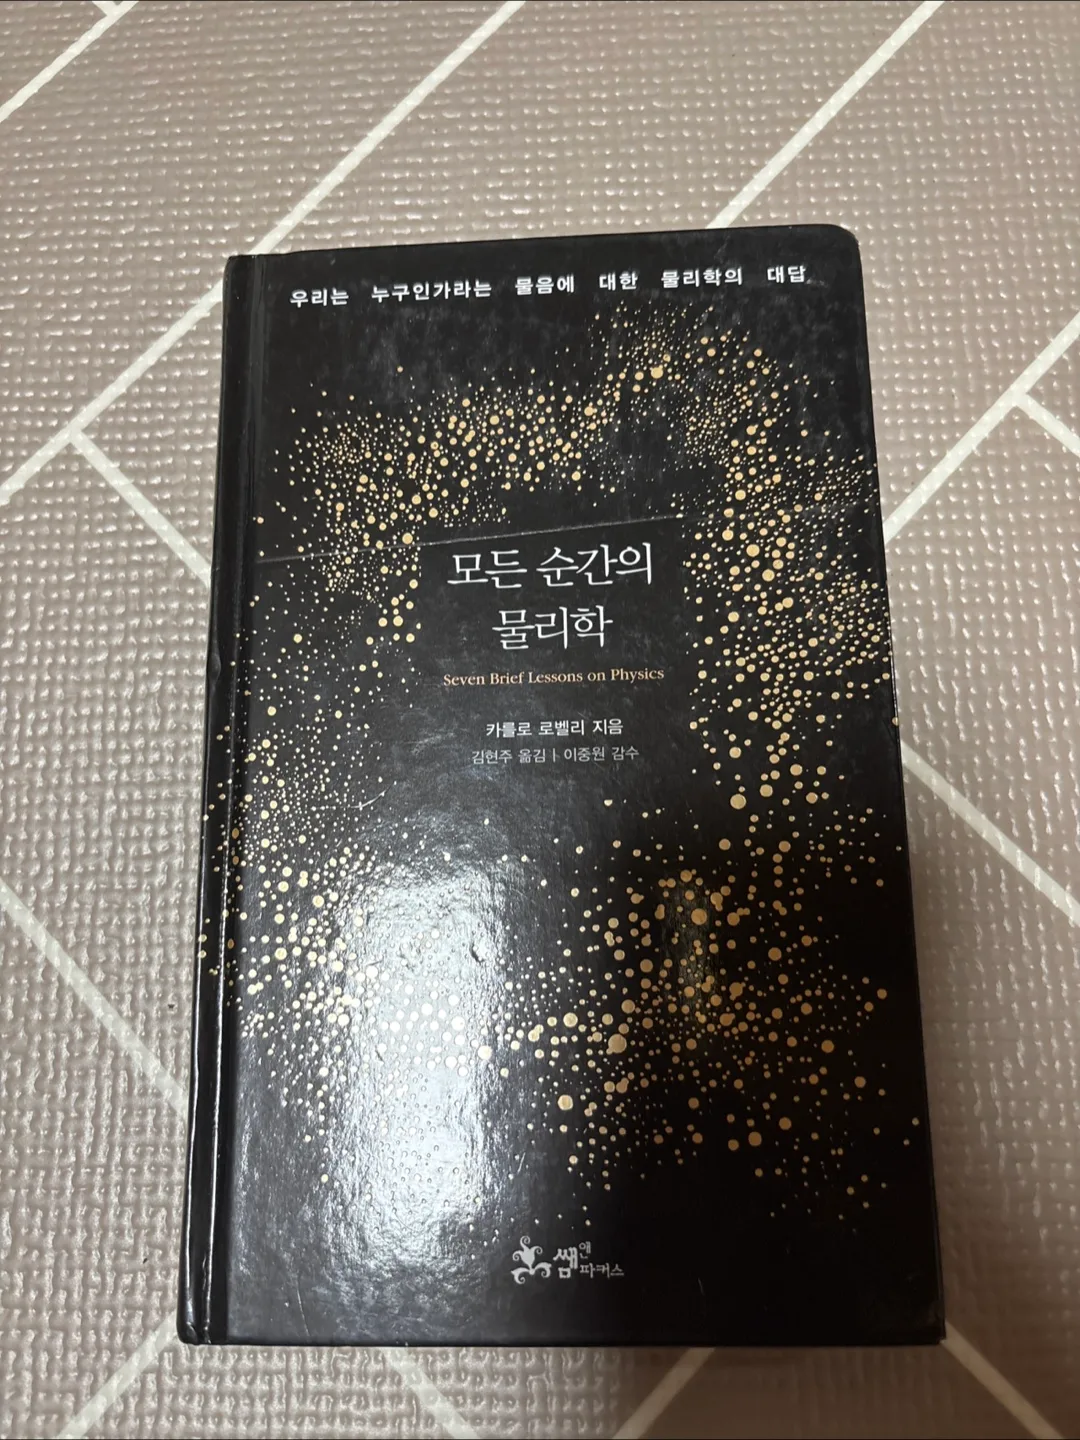 우리는 누구인가라는 물음에 대한 물리학의 대답
모든 순간의
물리학
Seven Brief Lessons on Physics
카를로 로벨리 지음
김현주 옮김 | 이중원 감수
쌤앤파커스